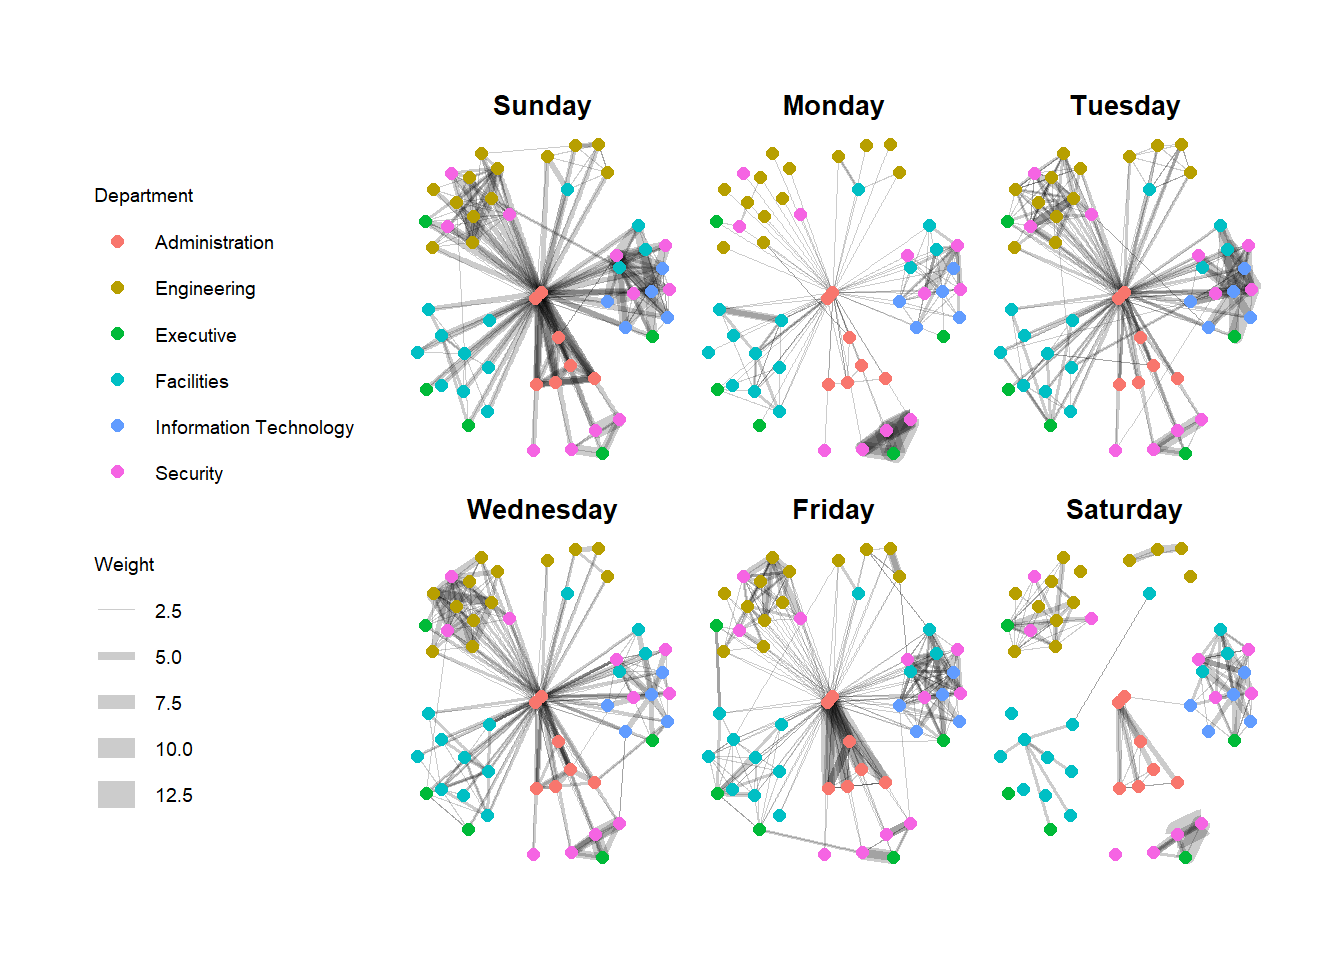 Sunday
Monday
Tuesday
Department
Administration
Engineering
Executive
Facilities
Information Technology
Security
Wednesday
Friday
Saturday
Weight
2.5
5.0
7.5
10.0
12.5